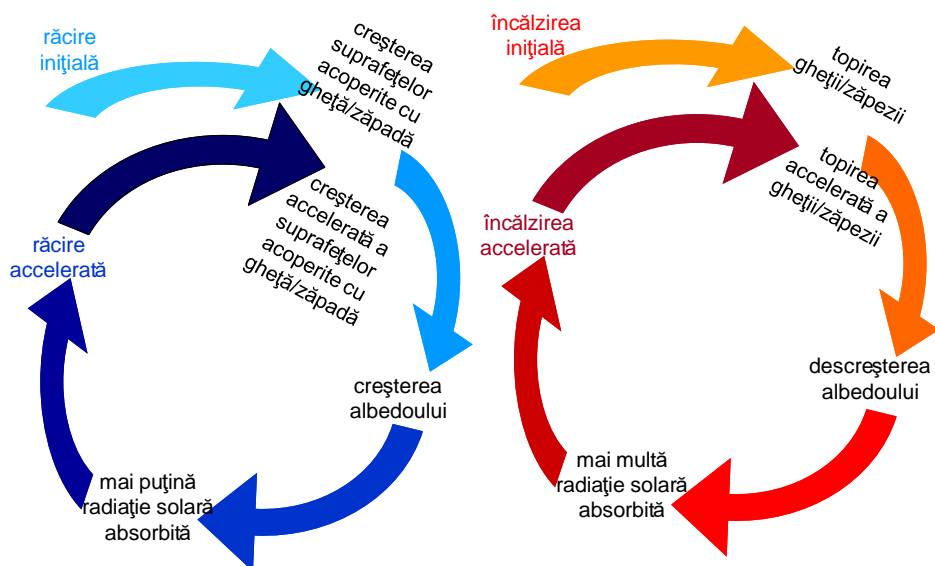 răcire
iniţială
creşterea
suprafeţelor
acoperite cu
gheţă/zăpadă
creşterea
accelerată a
suprafeţelor
acoperite cu
gheţă/zăpadă
răcire
accelerată
creşterea
albedoului
mai puţină
radiaţie solară
absorbită
încălzirea
iniţială
topirea
gheţii/zăpezii
topirea
accelerată a
gheţii/zăpezii
încălzirea
accelerată
descreşterea
albedoului
mai multă
radiaţie solară
absorbită